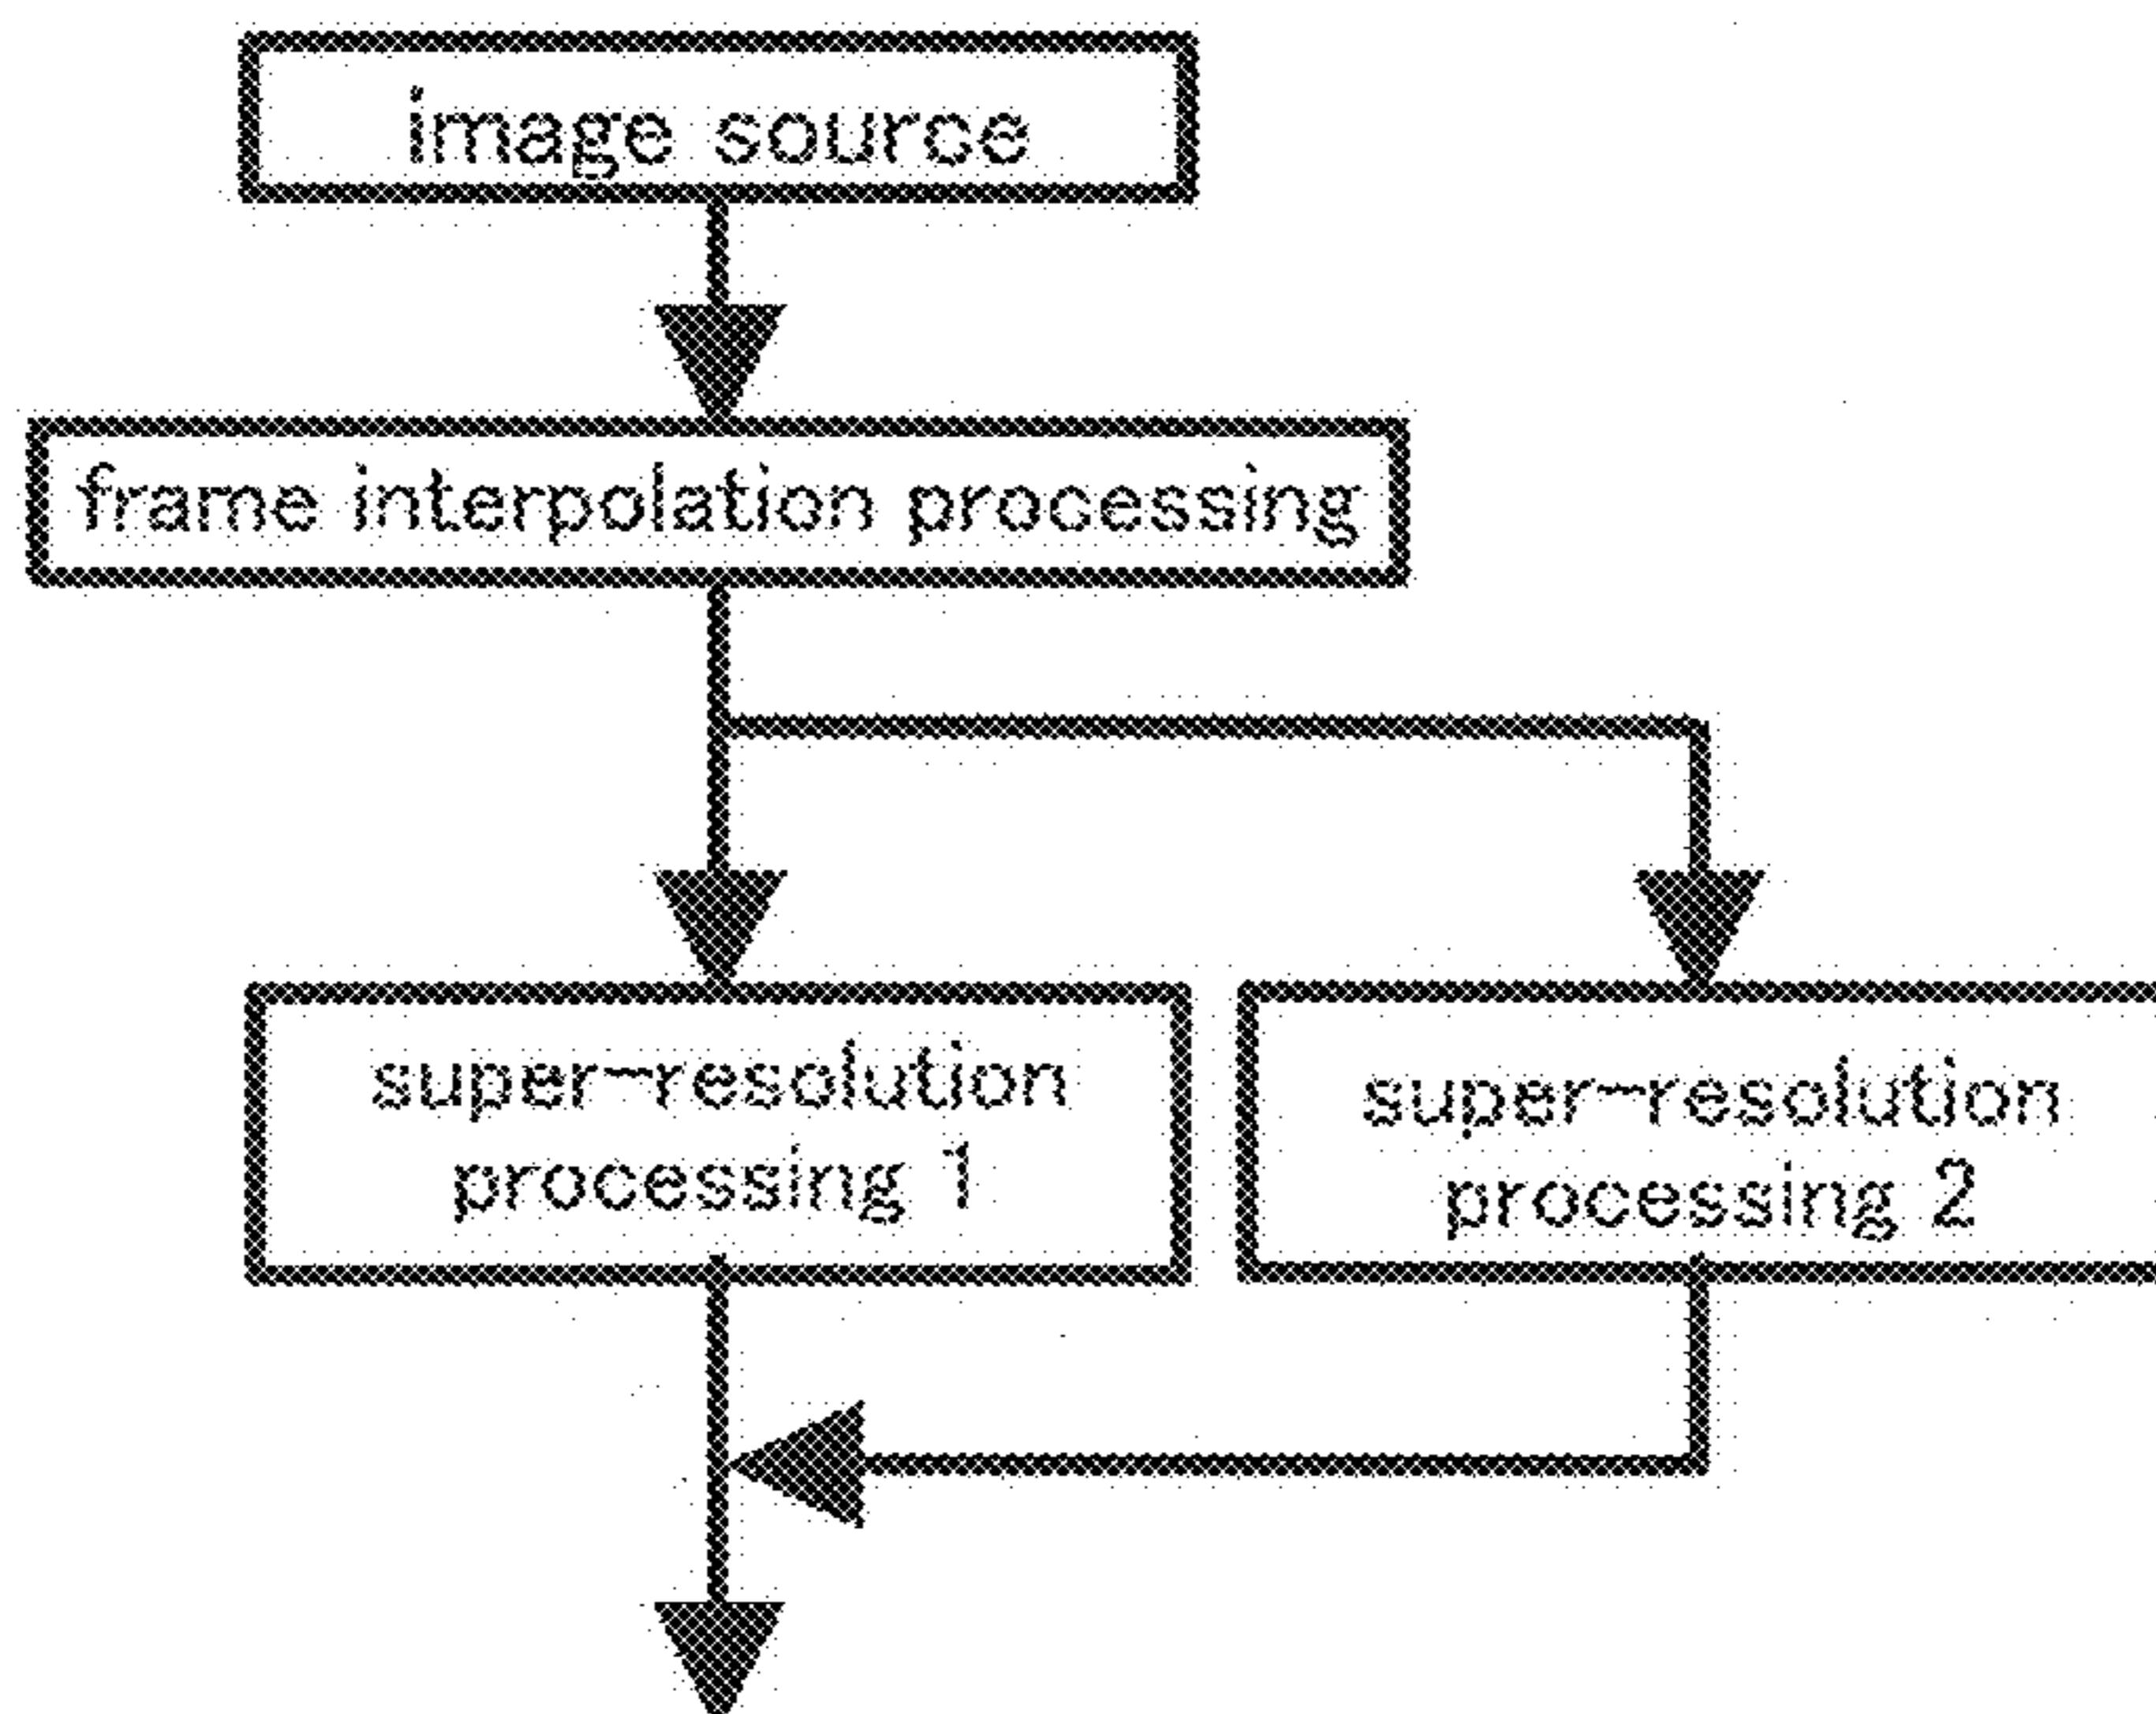 image source
frame interpolation processing
super-resolution
processing 1
super-resolution
processing 2